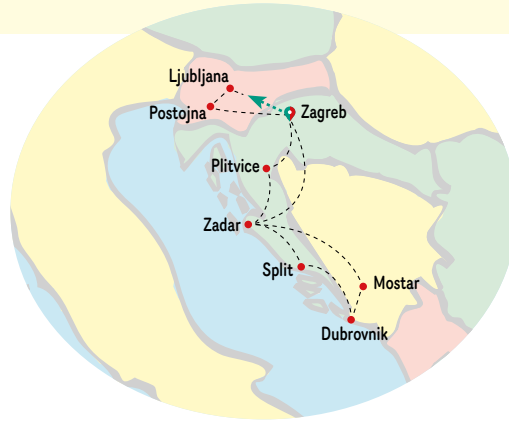 Ljubljana
Postojna
Zagreb
Plitvice
Zadar
Split
Mostar
Dubrovnik